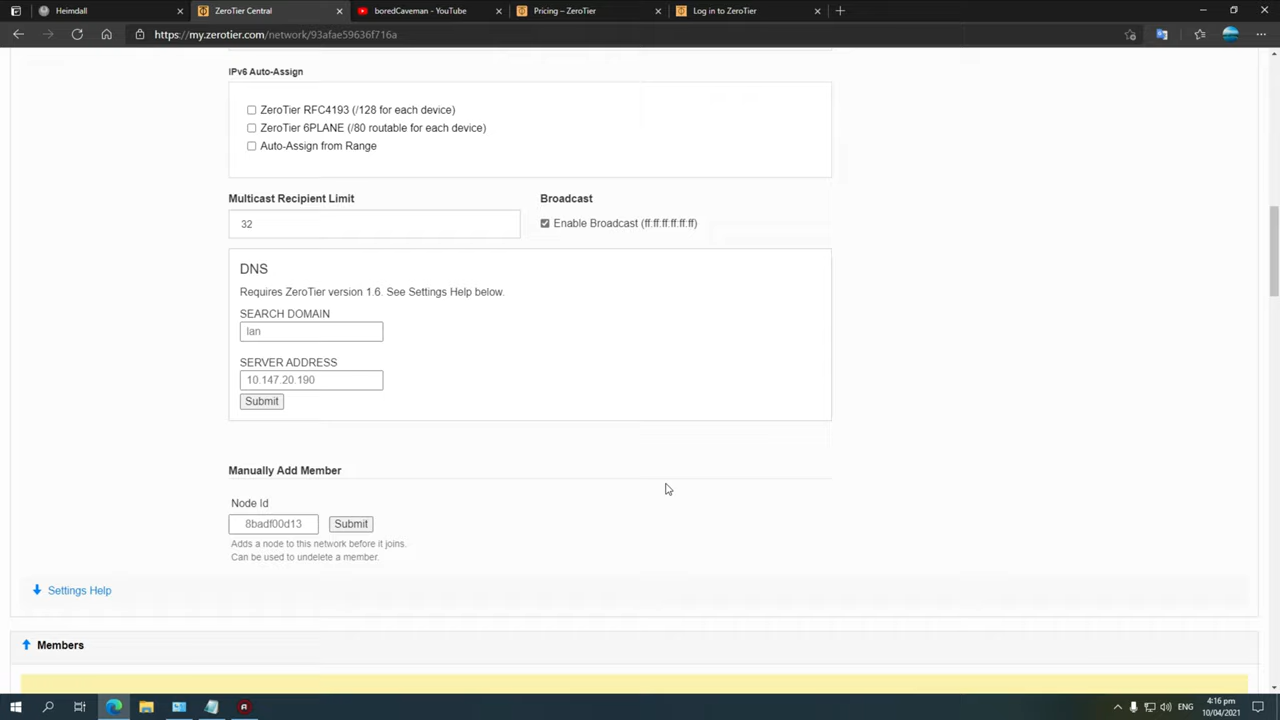 Heimdall
ZeroTier Central
boredCaveman - YouTube
Pricing – ZeroTier
Log in to ZeroTier
https://my.zerotier.com/network/93afae59636f716a
IPv6 Auto-Assign
ZeroTier RFC4193 (/128 for each device)
ZeroTier 6PLANE (/80 routable for each device)
Auto-Assign from Range
Multicast Recipient Limit
Broadcast
32
Enable Broadcast (ff:ff:ff:ff:ff:ff)
DNS
Requires ZeroTier version 1.6. See Settings Help below.
SEARCH DOMAIN
lan
SERVER ADDRESS
10.147.20.190
Submit
Manually Add Member
Node Id
8badf00d13
Submit
Adds a node to this network before it joins.
Can be used to undelete a member.
Settings Help
Members
ENG
4:16 pm
10/04/2021